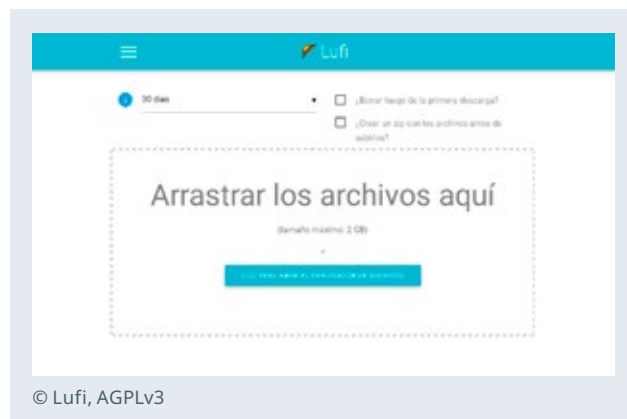 Lufi
30 días
¿Borrar luego de la primera descarga?
¿Crear un zip con los archivos antes de
subirlos?
Arrastrar los archivos aquí
(tamaño máximo: 2 GB)
o
© Lufi, AGPLv3